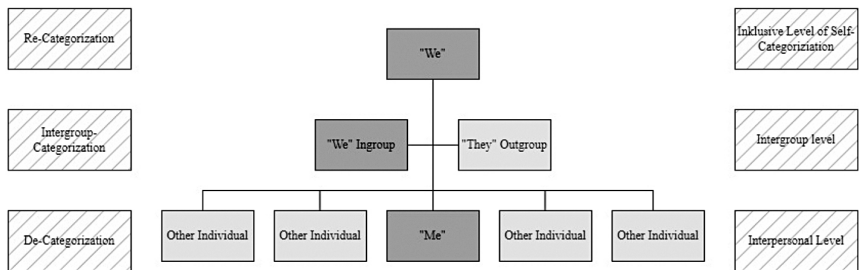 Re-Categorization
"We"
Inklusive Level of Self-
Categoriziation
Intergroup-
Categorization
"We" Ingroup
"They" Outgroup
Intergroup level
De-Categorization
Other Individual
Other Individual
"Me"
Other Individual
Other Individual
Interpersonal Level